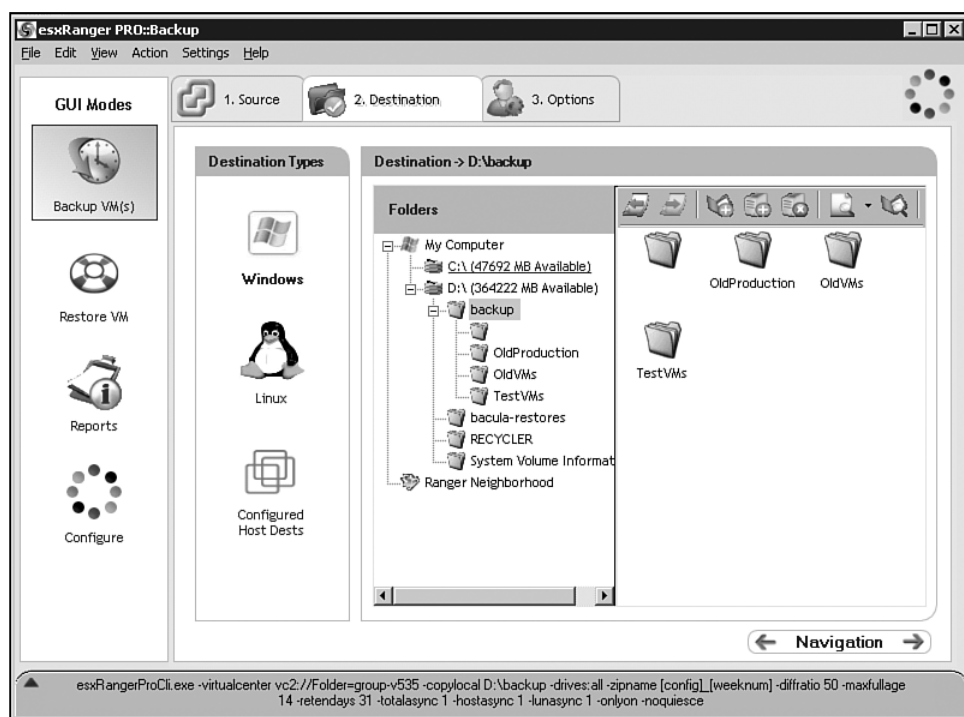 esxRanger PRO::Backup
File Edit View Action Settings Help
GUI Modes
Backup VM(s)
Restore VM
Reports
Configure
1. Source
2. Destination
3. Options
Destination Types
Windows
Linux
Configured
Host Dests
Destination -> D:\backup
Folders
My Computer
C:\ (47692 MB Available)
D:\ (364222 MB Available)
backup
OldProduction
OldVMs
TestVMs
bacula-restores
RECYCLER
System Volume Informat
Ranger Neighborhood
OldProduction
OldVMs
TestVMs
Navigation
esxRangerProCli.exe -virtualcenter vc2://Folder=group-v535 -copylocal D:\backup -drives:all -zipname [config]_[weeknum] -diffratio 50 -maxfullage
14 -retendays 31 -totalasync 1 -hostasync 1 -lunasync 1 -onlyon -noquiesce